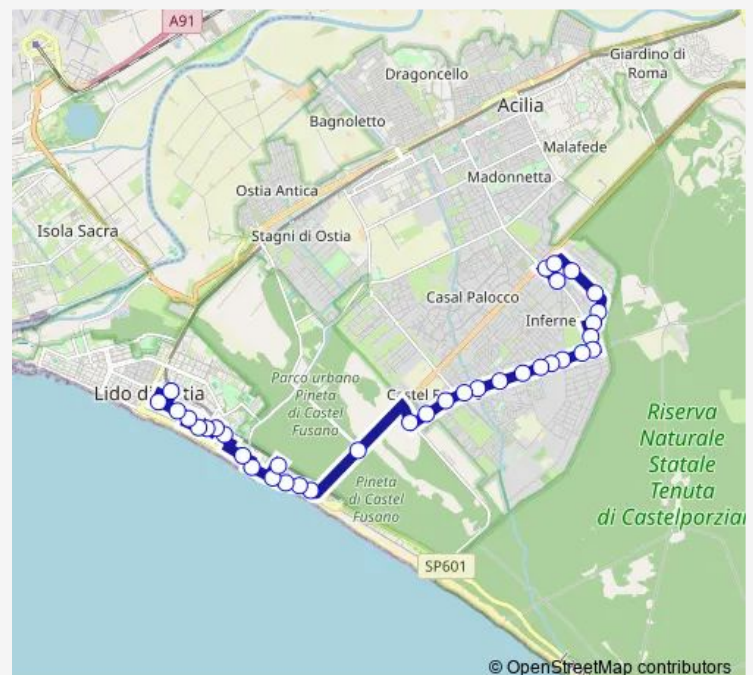 A91
Giardino di
Roma
Dragoncello
Acilia
Bagnoletto
Malafede
Madonnetta
Ostia Antica
Isola Sacra
Stagni di Ostia
Casal Palocco
Inferne
Parco urbano
Pineta
di Castel
Fusano
Lido d'
tia
Riserva
Naturale
Statale
Tenuta
di Castelporzian
Pineta
di Castel
Fusano
SP601
© OpenStreetMap contributors